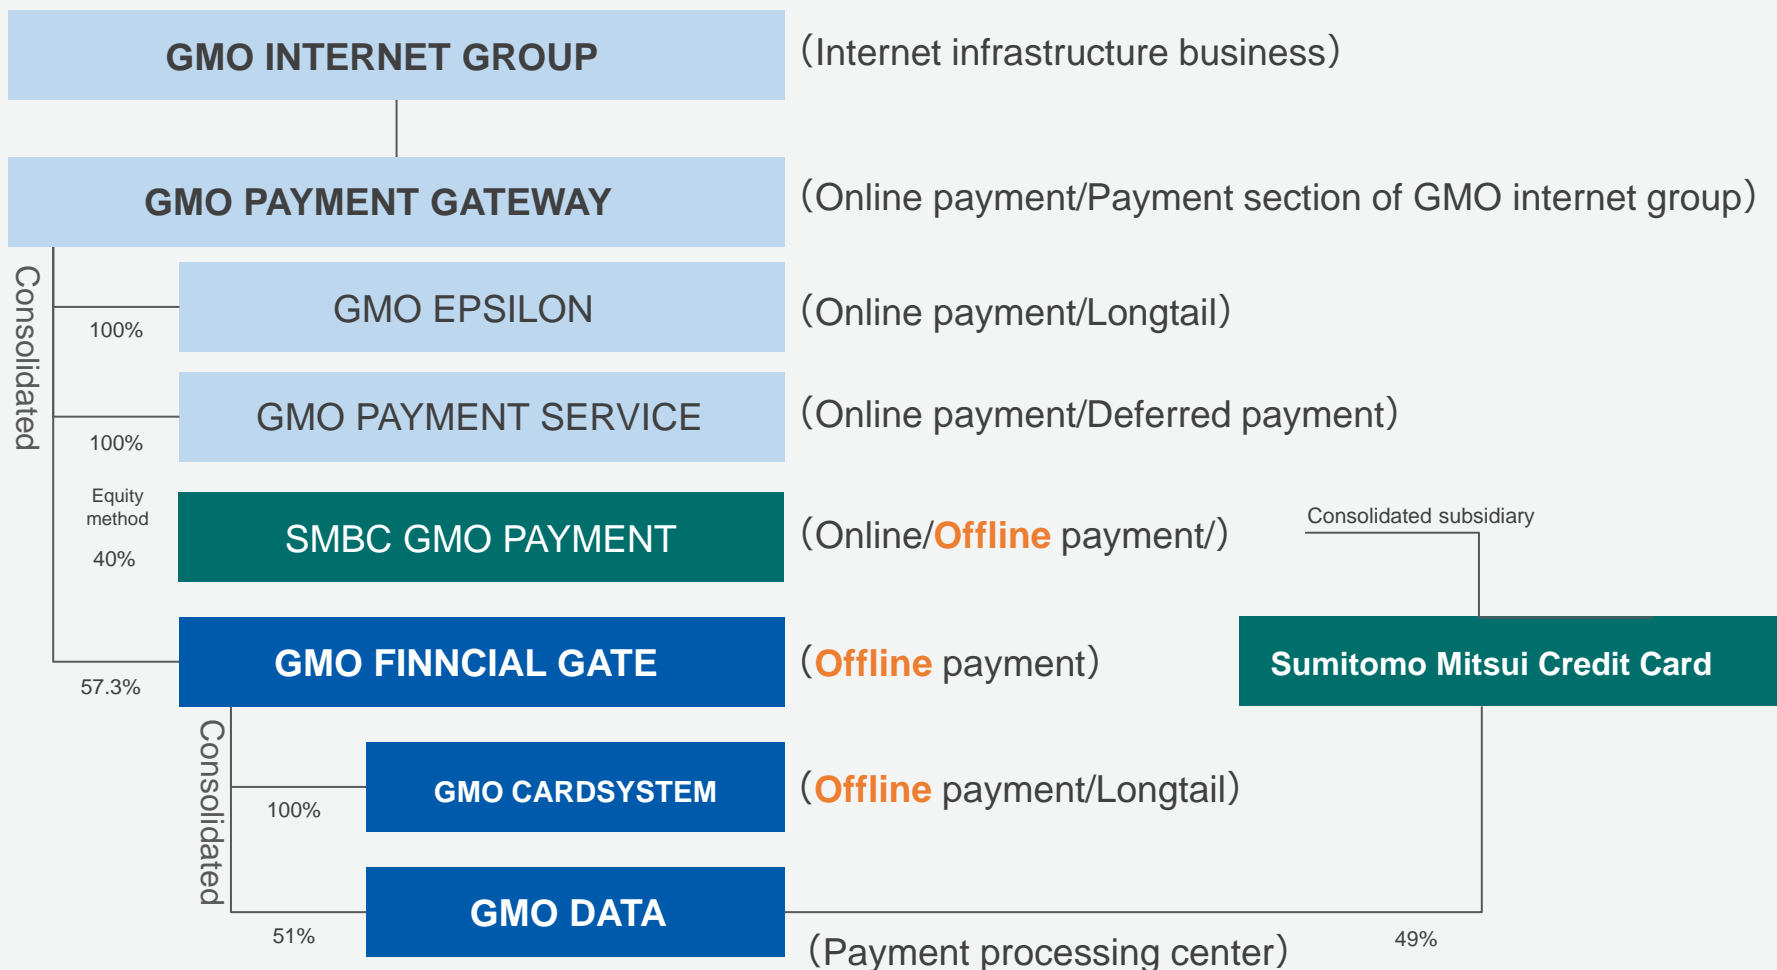 GMO INTERNET GROUP
（Internet infrastructure business）
GMO PAYMENT GATEWAY
（Online payment/Payment section of GMO internet group）
Consolidated
GMO EPSILON
（Online payment/Longtail）
100%
GMO PAYMENT SERVICE
（Online payment/Deferred payment）
100%
Equity
method
40%
SMBC GMO PAYMENT
（Online/Offline payment/）
Consolidated subsidiary
GMO FINNCIAL GATE
（Offline payment）
Sumitomo Mitsui Credit Card
57.3%
Consolidated
GMO CARDSYSTEM
（Offline payment/Longtail）
100%
GMO DATA
51%
（Payment processing center）
49%